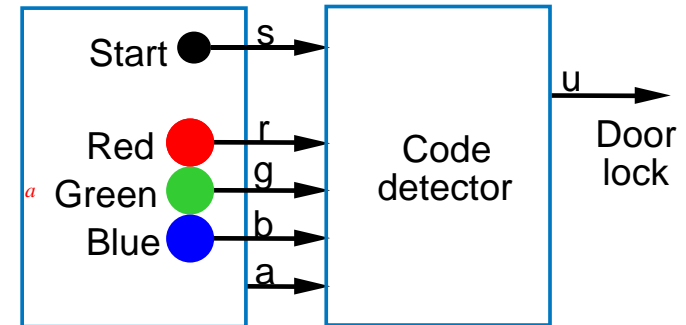 Start
s
Red
r
a
Green
g
Blue
b
a
Code
detector
u
Door
lock